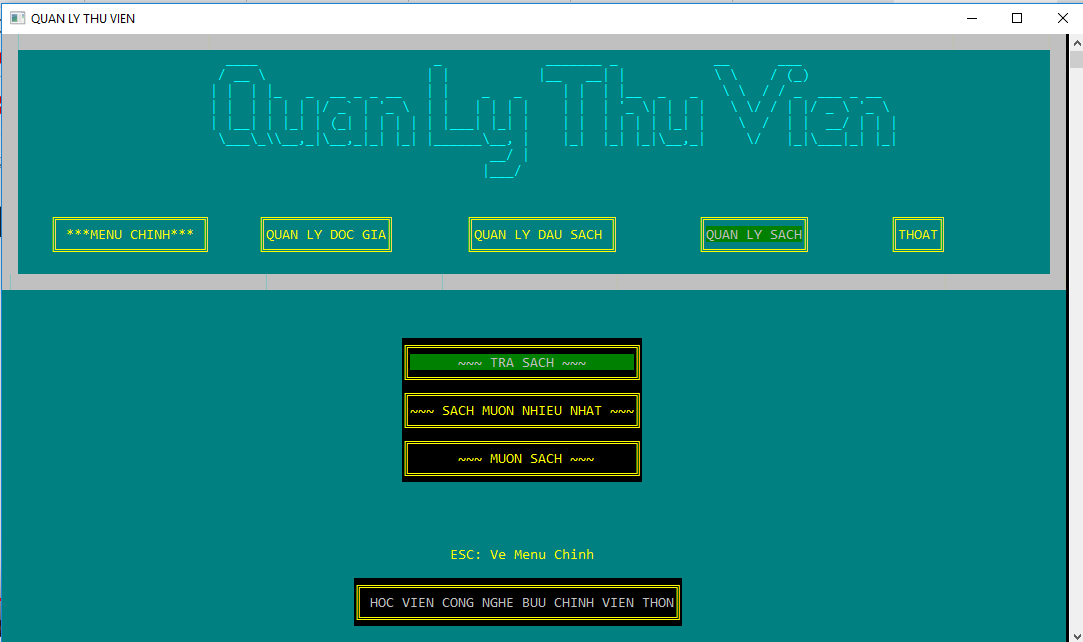 QUAN LY THU VIEN
Quan Ly Thu Vien
***MENU CHINH*** QUAN LY DOC GIA QUAN LY DAU SACH QUAN LY SACH THOAT
~~~ TRA SACH ~~~
~~~ SACH MUON NHIEU NHAT ~~~
~~~ MUON SACH ~~~
ESC: Ve Menu Chinh
HOC VIEN CONG NGHE BUU CHINH VIEN THON